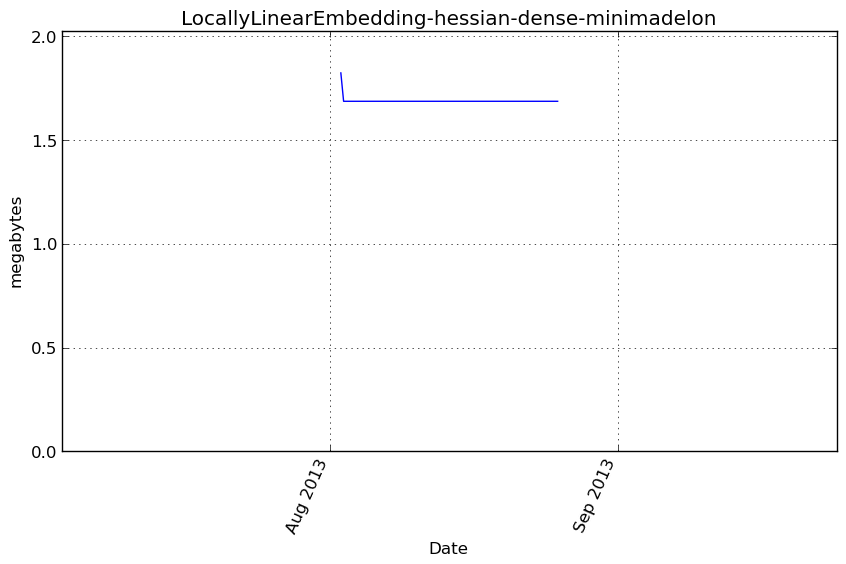 LocallyLinearEmbedding-hessian-dense-minimadelon
2.0
1.5
1.0
0.5
0.0
megabytes
Aug 2013
Sep 2013
Date